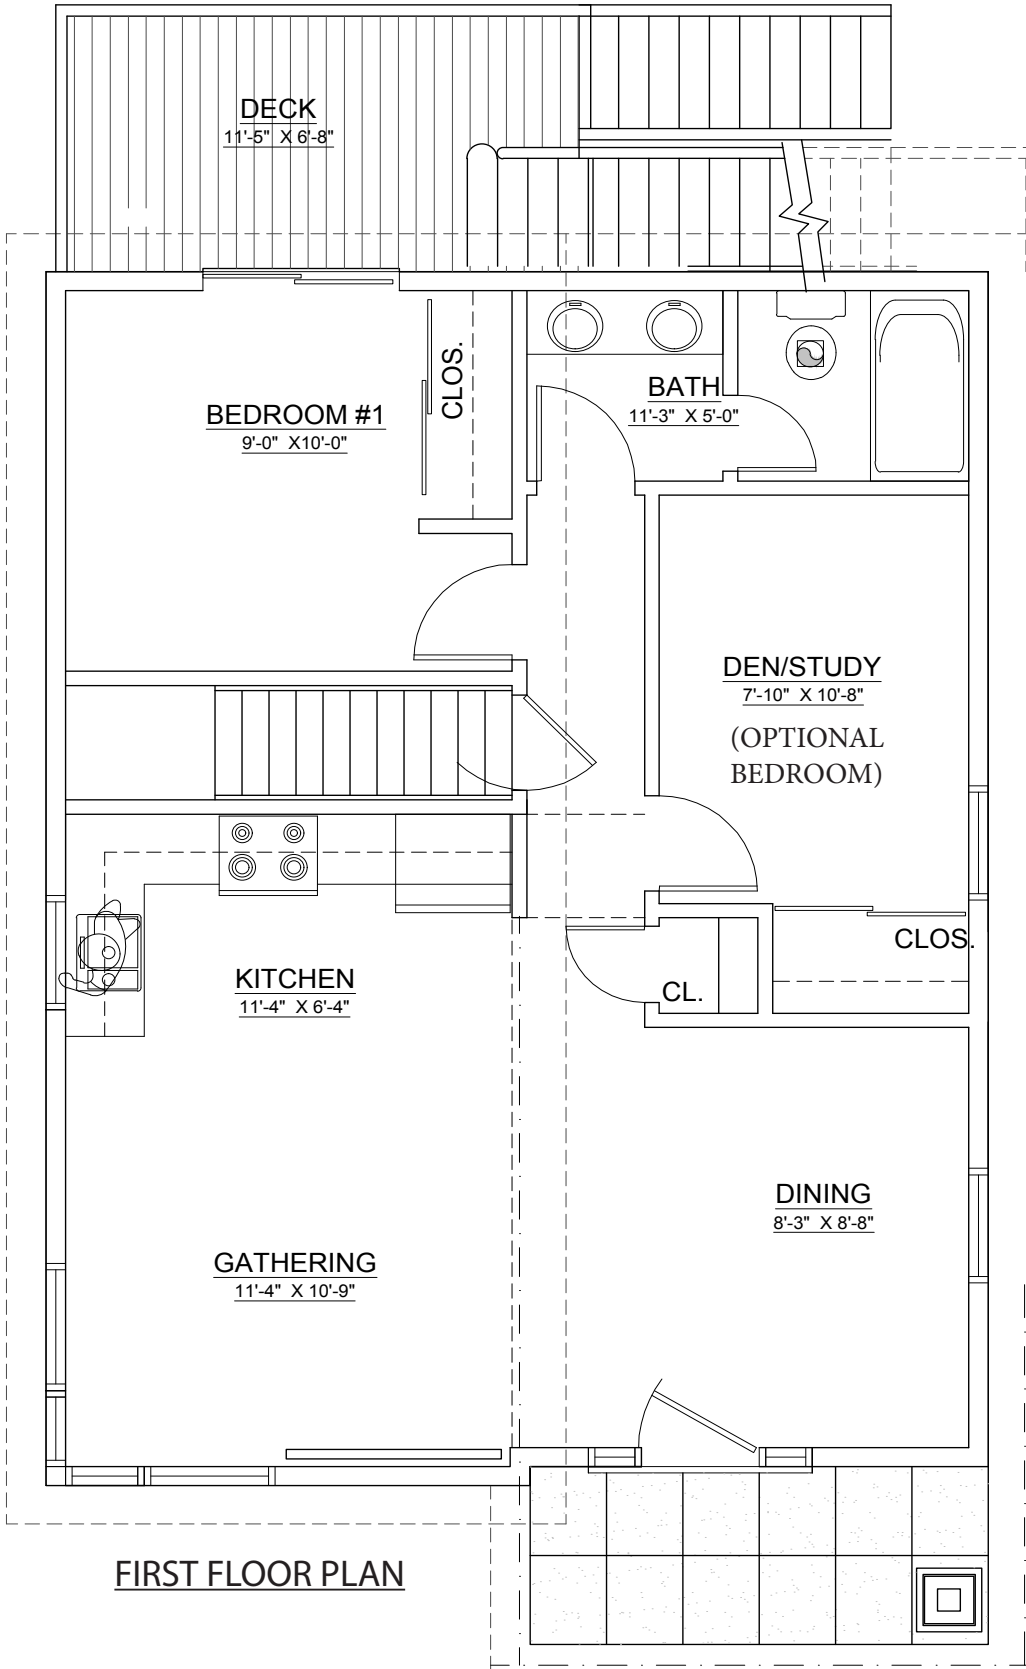 DECK
11'-5" X 6'-8"
CLOS.
BEDROOM #1
9'-0" X10'-0"
BATH
11'-3" X 5'-0"
DEN/STUDY
7'-10" X 10'-8"
(OPTIONAL
BEDROOM)
CLOS.
KITCHEN
11'-4" X 6'-4"
CL.
DINING
8'-3" X 8'-8"
GATHERING
11'-4" X 10'-9"
FIRST FLOOR PLAN